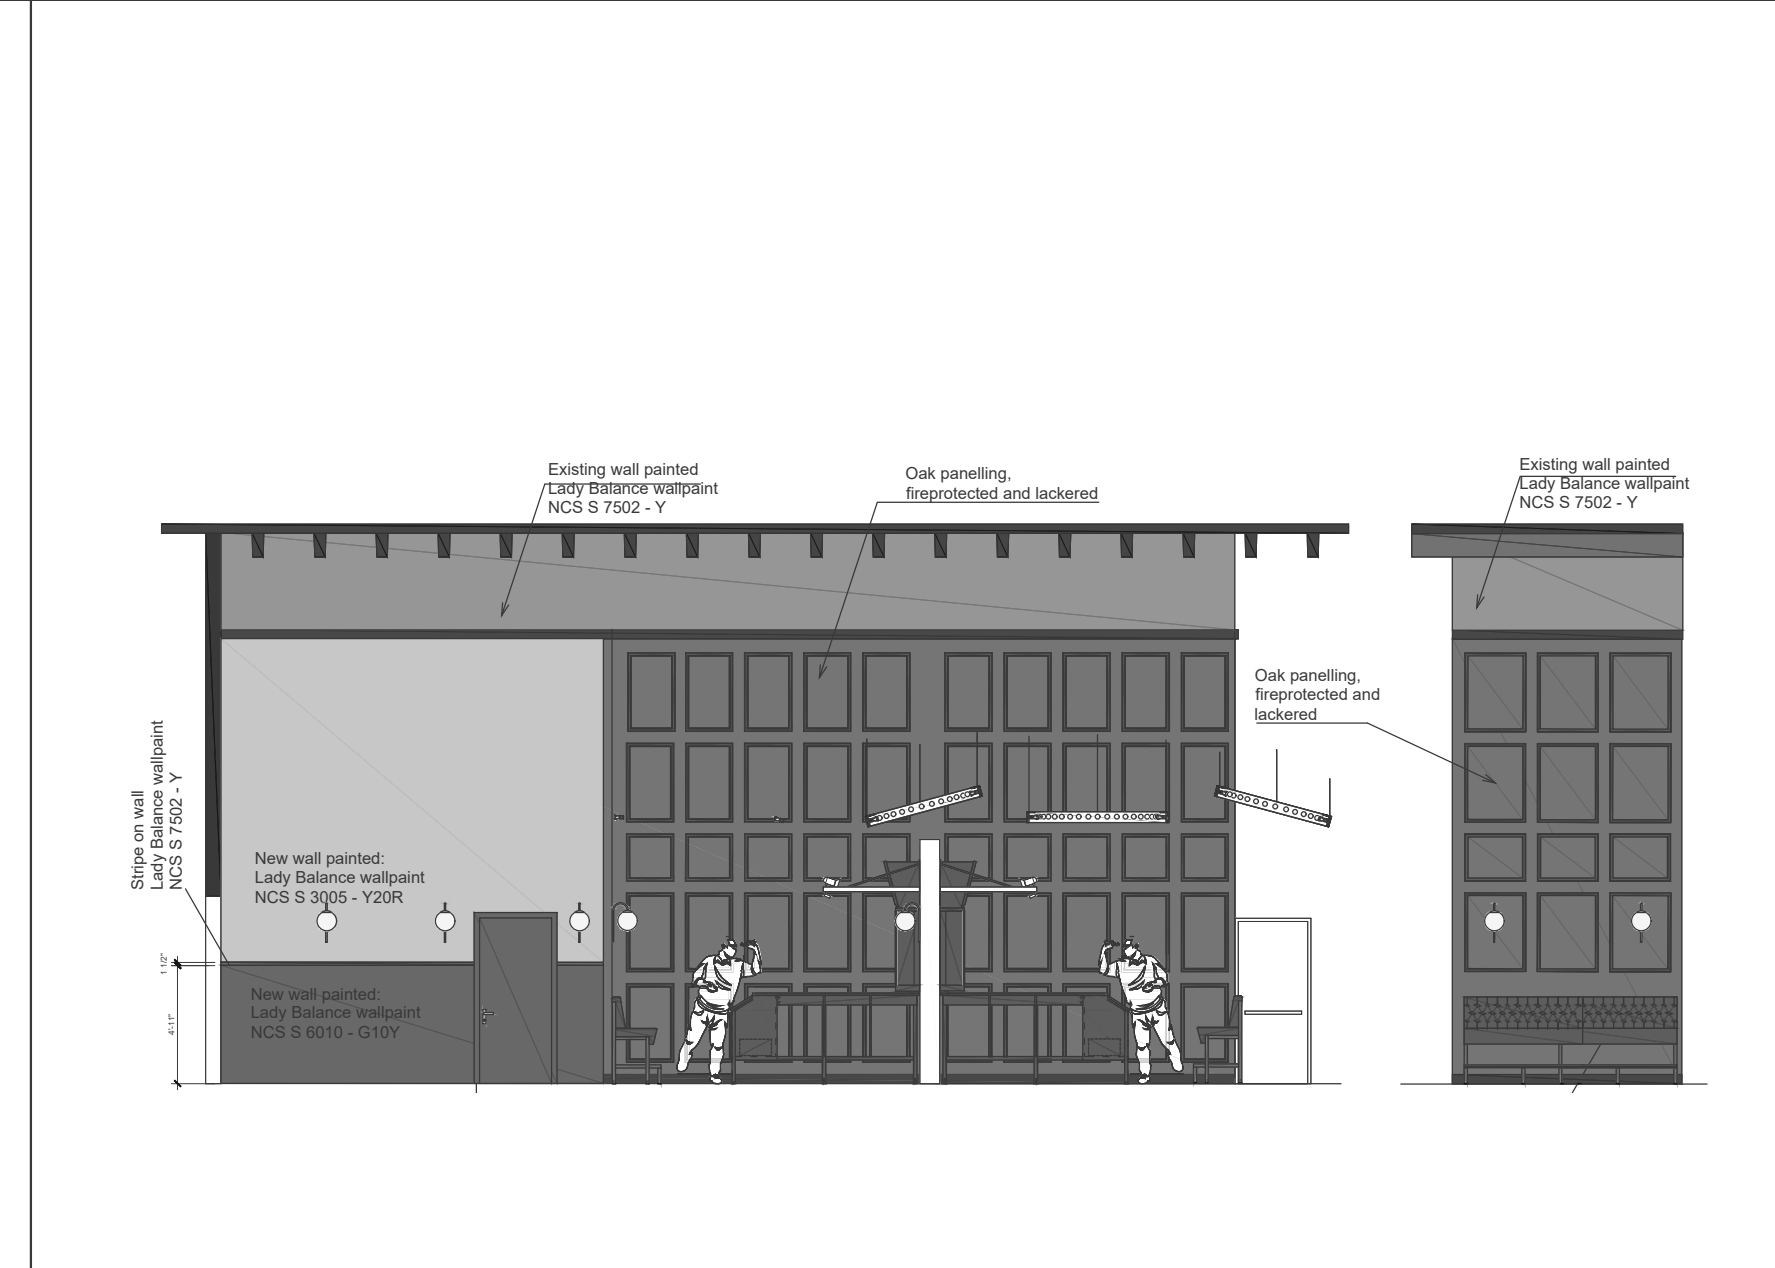 Existing wall painted
Lady Balance wallpaint
NCS S 7502 - Y
Oak panelling,
fireprotected and lackered
Existing wall painted
Lady Balance wallpaint
NCS S 7502 - Y
Oak panelling,
fireprotected and
lackered
Stripe on wall
Lady Balance wallpaint
NCS S 7502 - Y
New wall painted:
Lady Balance wallpaint
NCS S 3005 - Y20R
1 1/2"
4'-11"
New wall painted:
Lady Balance wallpaint
NCS S 6010 - G10Y